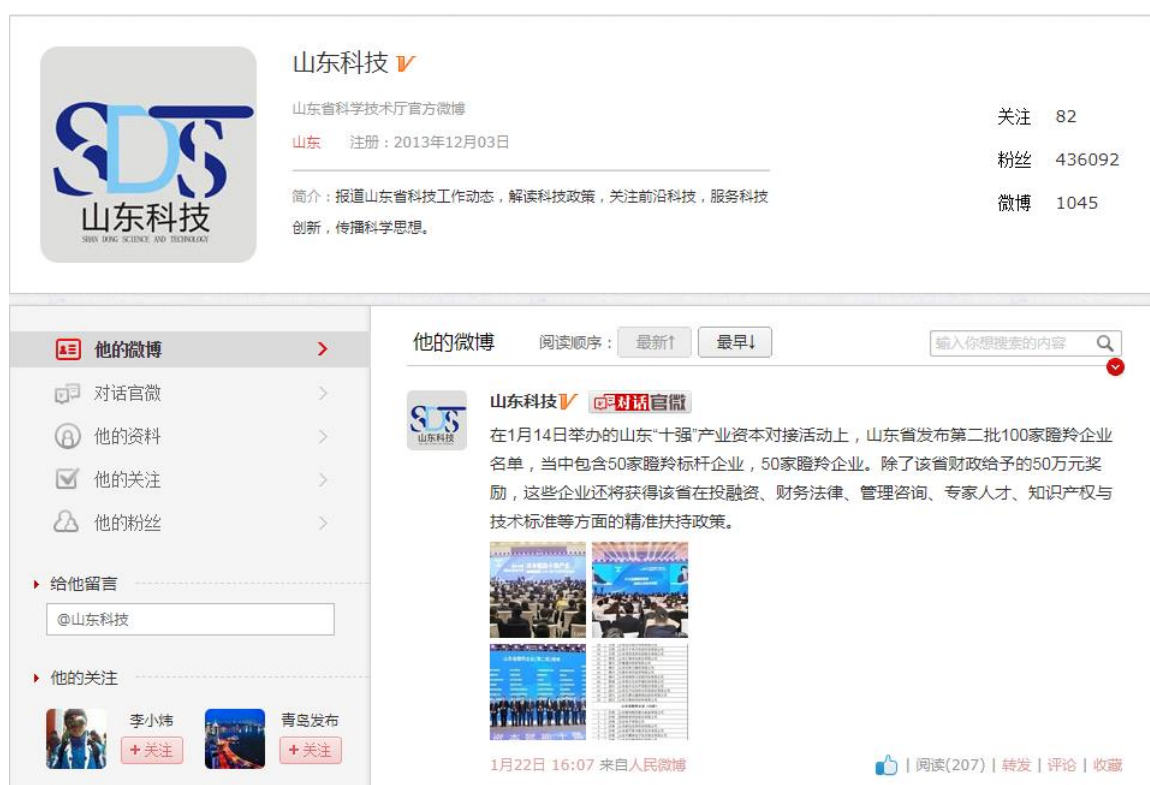 山东科技 V
山东省科学技术厅官方微博
山东 注册：2013年12月03日
简介：报道山东省科技工作动态，解读科技政策，关注前沿科技，服务科技
创新，传播科学思想。
SDS
山东科技
SHAN DONG SCIENCE AND TECHNOLOGY
关注 82
粉丝 436092
微博 1045
他的微博
对话官微
他的资料
他的关注
他的粉丝
给他留言
@山东科技
他的关注
李小炜
+关注
青岛发布
+关注
他的微博 阅读顺序： 最新↑ 最早↓
输入你想搜索的内容
SDS
山东科技
山东科技V 对话官微
在1月14日举办的山东“十强”产业资本对接活动上，山东省发布第二批100家瞪羚企业
名单，当中包含50家瞪羚标杆企业，50家瞪羚企业。除了该省财政给予的50万元奖
励，这些企业还将获得该省在投融资、财务法律、管理咨询、专家人才、知识产权与
技术标准等方面的精准扶持政策。
1月22日 16:07 来自人民微博
| 阅读(207) | 转发 | 评论 | 收藏